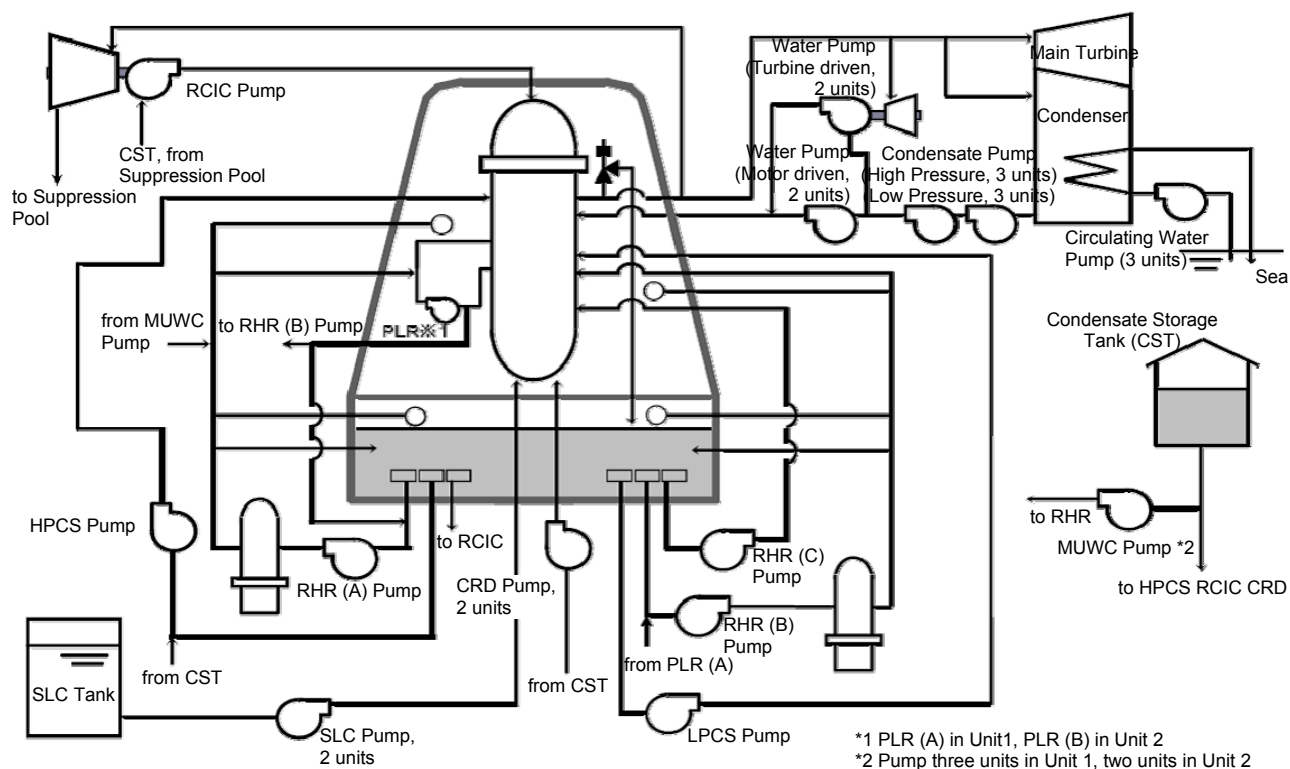 Water Pump
(Turbine driven,
2 units)
Main Turbine
RCIC Pump
Condenser
CST, from
Suppression Pool
to Suppression
Pool
Water Pump
(Motor driven,
2 units)
Condensate Pump
(High Pressure, 3 units)
(Low Pressure, 3 units)
Circulating Water
Pump (3 units)
Sea
from MUWC
Pump
to RHR (B) Pump
PLR※1
Condensate Storage
Tank (CST)
HPCS Pump
to RCIC
RHR (A) Pump
CRD Pump,
2 units
RHR (C)
Pump
to RHR
MUWC Pump *2
to HPCS RCIC CRD
RHR (B)
Pump
from PLR (A)
from CST
from CST
SLC Tank
SLC Pump,
2 units
LPCS Pump
*1 PLR (A) in Unit1, PLR (B) in Unit 2
*2 Pump three units in Unit 1, two units in Unit 2